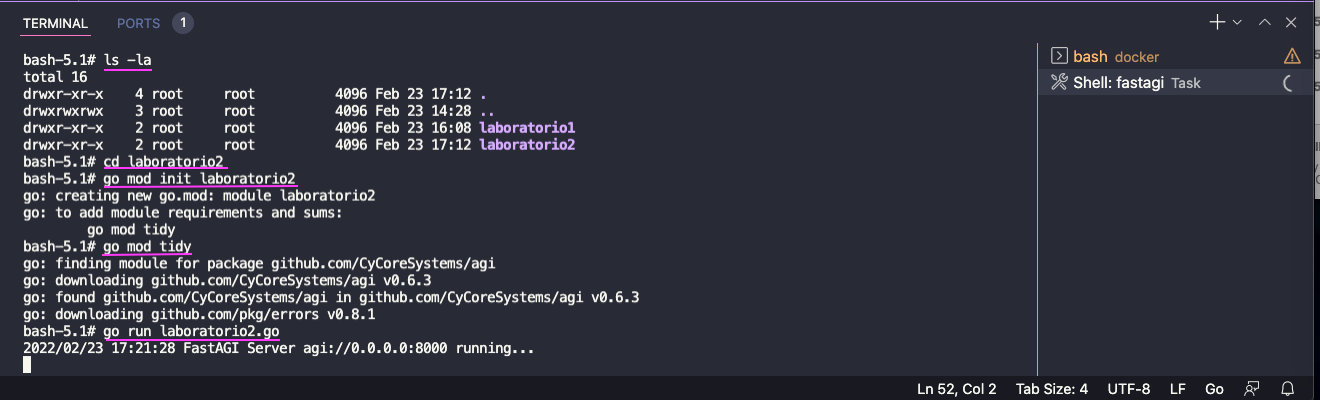 TERMINAL PORTS 1
bash-5.1# ls -la
total 16
drwxr-xr-x 4 root root 4096 Feb 23 17:12 .
drwxrwxrwx 3 root root 4096 Feb 23 14:28 ..
drwxr-xr-x 2 root root 4096 Feb 23 16:08 laboratorio1
drwxr-xr-x 2 root root 4096 Feb 23 17:12 laboratorio2
bash-5.1# cd laboratorio2
bash-5.1# go mod init laboratorio2
go: creating new go.mod: module laboratorio2
go: to add module requirements and sums:
go mod tidy
bash-5.1# go mod tidy
go: finding module for package github.com/CyCoreSystems/agi
go: downloading github.com/CyCoreSystems/agi v0.6.3
go: found github.com/CyCoreSystems/agi in github.com/CyCoreSystems/agi v0.6.3
go: downloading github.com/pkg/errors v0.8.1
bash-5.1# go run laboratorio2.go
2022/02/23 17:21:28 FastAGI Server agi://0.0.0.0:8000 running...
bash docker
Shell: fastagi Task
Ln 52, Col 2 Tab Size: 4 UTF-8 LF Go